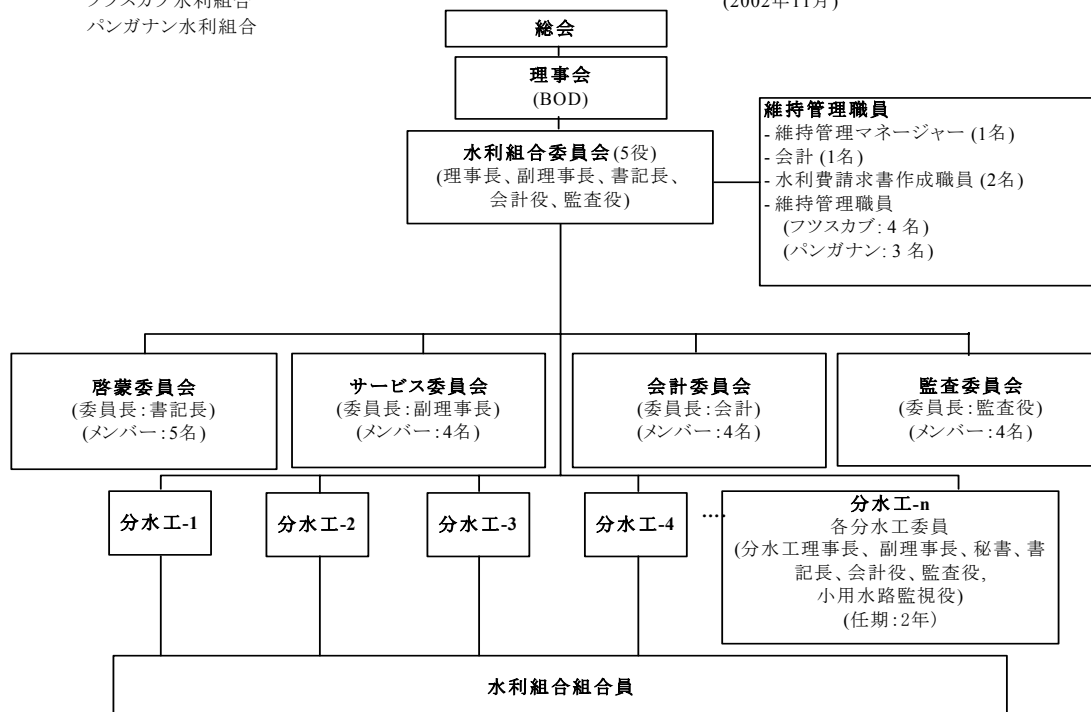 フツスカブ水利組合
(2002年11月)
パンガナン水利組合
総会
理事会
(BOD)
水利組合委員会(5役)
(理事長、副理事長、書記長、
会計役、監査役)
維持管理職員
- 維持管理マネージャー (1名)
- 会計 (1名)
- 水利費請求書作成職員 (2名)
- 維持管理職員
(フツスカブ: 4 名)
(パンガナン: 3 名)
啓蒙委員会
(委員長:書記長)
(メンバー:5名)
サービス委員会
(委員長:副理事長)
(メンバー:4名)
会計委員会
(委員長:会計)
(メンバー:4名)
監査委員会
(委員長:監査役)
(メンバー:4名)
分水工-1
分水工-2
分水工-3
分水工-4
....
分水工-n
各分水工委員
(分水工理事長、副理事長、秘書、書
記長、会計役、監査役,
小用水路監視役)
(任期:2年)
水利組合組合員